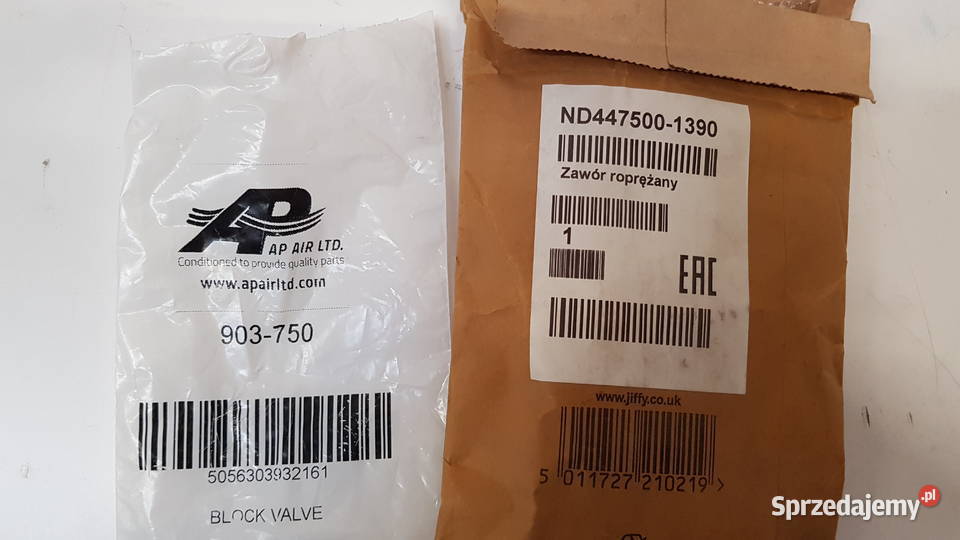 AP
AP AIR LTD.
Conditioned to provide quality parts
www.apairltd.com
903-750
5056303932161
BLOCK VALVE
ND447500-1390
Zawór roprężany
1
EAC
www.jiffy.co.uk
5 011727 210219 >
Sprzedajemy.pl